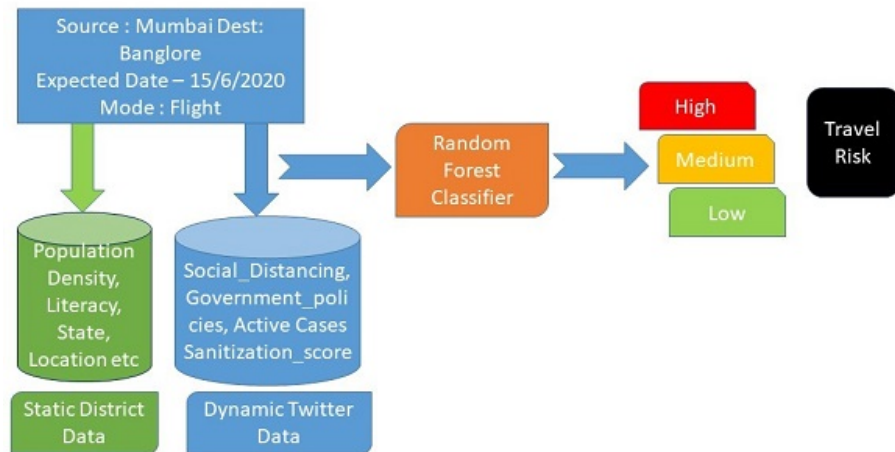 Source : Mumbai Dest:
Banglore
Expected Date – 15/6/2020
Mode : Flight
High
Medium
Low
Travel
Risk
Random
Forest
Classifier
Population
Density,
Literacy,
State,
Location etc
Social_Distancing,
Government_poli
cies, Active Cases
Sanitization_score
Static District
Data
Dynamic Twitter
Data